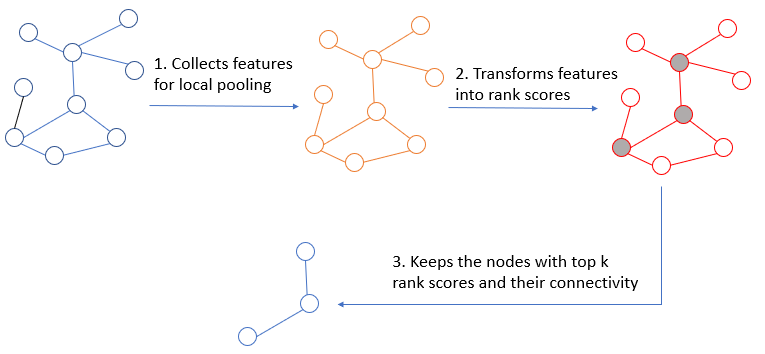 1. Collects features
for local pooling
2. Transforms features
into rank scores
3. Keeps the nodes with top k
rank scores and their connectivity